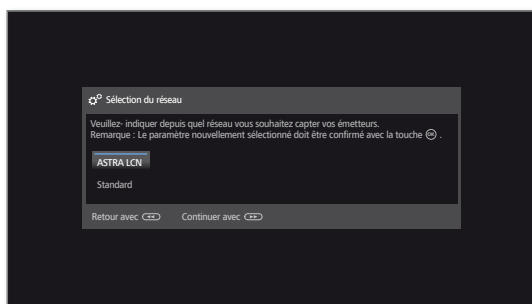 Sélection du réseau
Veuillez- indiquer depuis quel réseau vous souhaitez capter vos émetteurs.
Remarque : Le paramètre nouvellement sélectionné doit être confirmé avec la touche OK .
ASTRA LCN
Standard
Retour avec Continuer avec